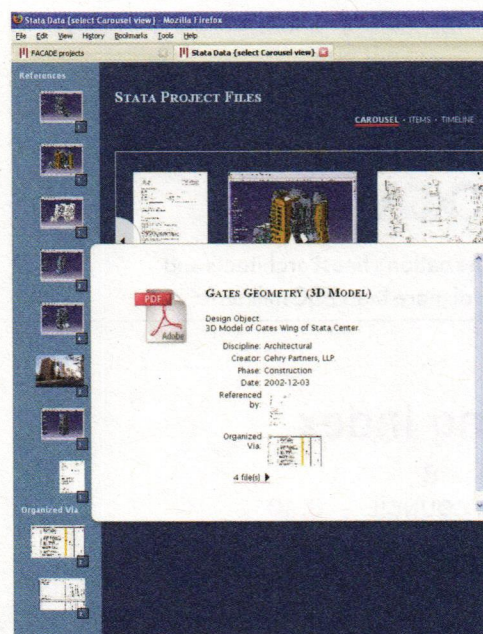 Stata Data {select Carousel view} - Mozilla Firefox
File Edit View History Bookmarks Tools Help
FACADE projects
Stata Data {select Carousel view}
References
STATA PROJECT FILES
CAROUSEL · ITEMS · TIMELINE
PDF
Adobe
GATES GEOMETRY (3D MODEL)
Design Object
3D Model of Gates Wing of Stata Center
Discipline: Architectural
Creator: Gehry Partners, LLP
Phase: Construction
Date: 2002-12-03
Referenced
by:
Organized
Via:
4 file(s)
Organized Via